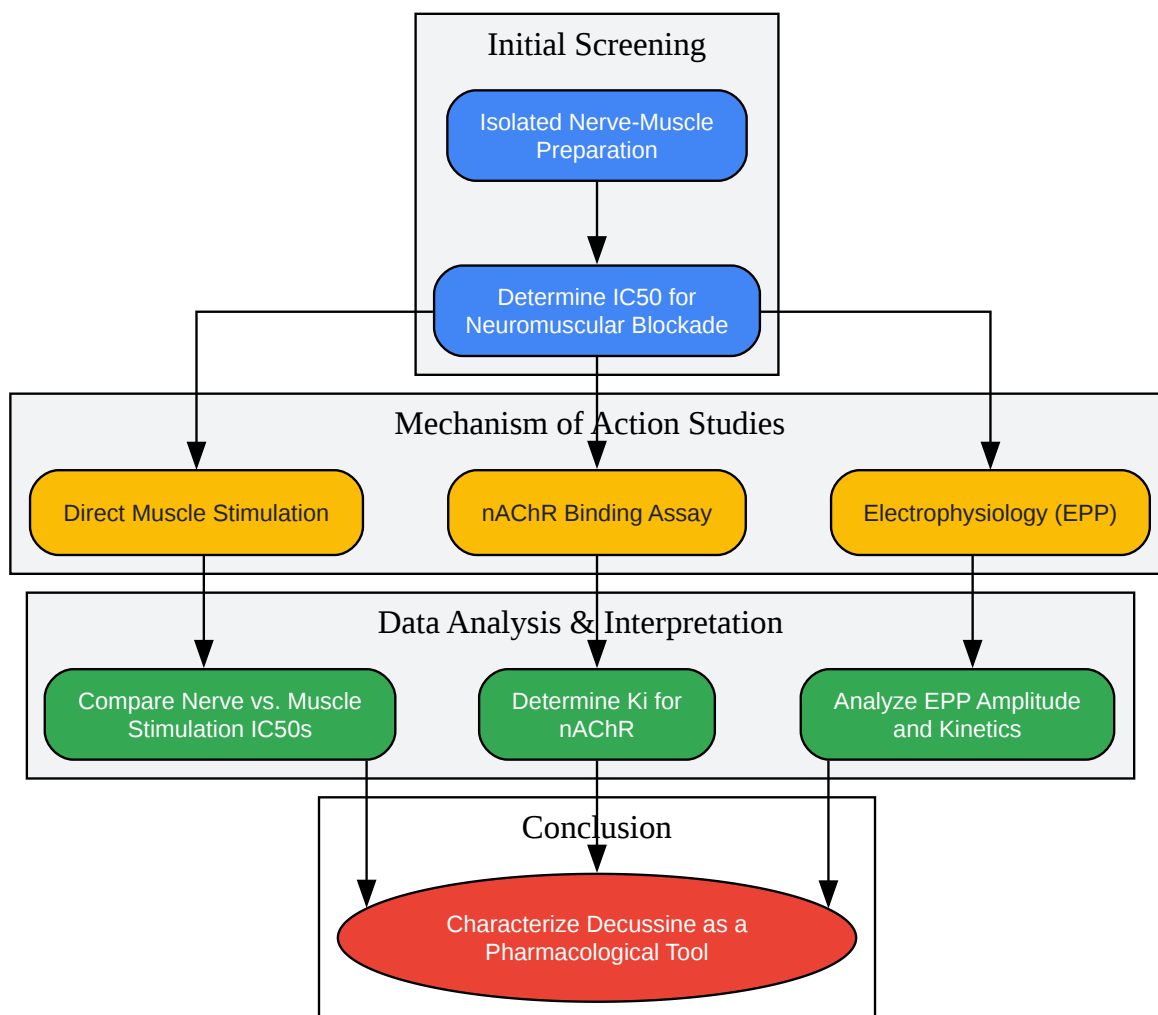 Initial Screening
Isolated Nerve-Muscle
Preparation
Determine IC50 for
Neuromuscular Blockade
Mechanism of Action Studies
Direct Muscle Stimulation
nAChR Binding Assay
Electrophysiology (EPP)
Data Analysis & Interpretation
Compare Nerve vs. Muscle
Stimulation IC50s
Determine Ki for
nAChR
Analyze EPP Amplitude
and Kinetics
Conclusion
Characterize Decussine as a
Pharmacological Tool